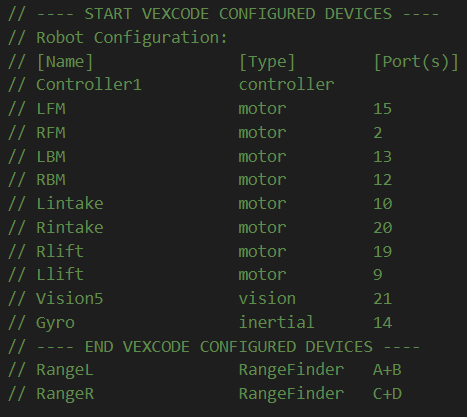 // ---- START VEXCODE CONFIGURED DEVICES ----
// Robot Configuration:
// [Name]               [Type]        [Port(s)]
// Controller1          controller
// LFM                  motor         15
// RFM                  motor         2
// LBM                  motor         13
// RBM                  motor         12
// Lintake              motor         10
// Rintake              motor         20
// Rlift                motor         19
// Llift                motor         9
// Vision5              vision        21
// Gyro                 inertial      14
// ---- END VEXCODE CONFIGURED DEVICES ----
// RangeL               RangeFinder   A+B
// RangeR               RangeFinder   C+D